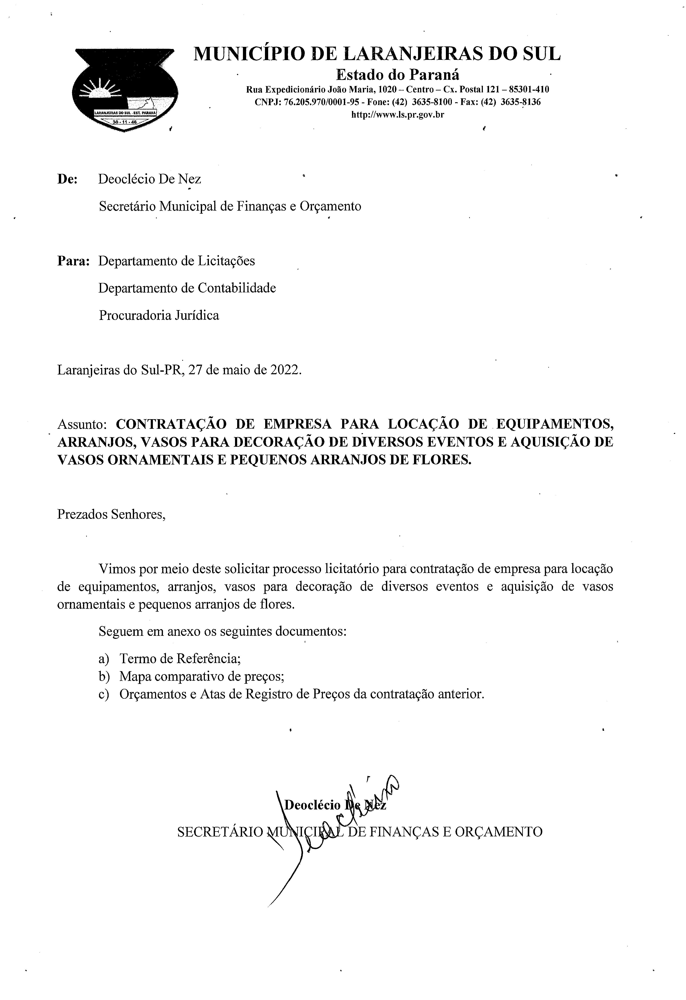 MUNICÍPIO DE LARANJEIRAS DO SUL
Estado do Paraná
Rua Expedicionário João Maria, 1020 – Centro – Cx. Postal 121 – 85301-410
CNPJ: 76.205.970/0001-95 - Fone: (42) 3635-8100 - Fax: (42) 3635-8136
http://www.ls.pr.gov.br
LARANJEIRAS DO SUL - EST. PARANÁ
30 - 11 - 46
De: Deoclécio De Nez
Secretário Municipal de Finanças e Orçamento
Para: Departamento de Licitações
Departamento de Contabilidade
Procuradoria Jurídica
Laranjeiras do Sul-PR, 27 de maio de 2022.
Assunto: CONTRATAÇÃO DE EMPRESA PARA LOCAÇÃO DE EQUIPAMENTOS,
ARRANJOS, VASOS PARA DECORAÇÃO DE DIVERSOS EVENTOS E AQUISIÇÃO DE
VASOS ORNAMENTAIS E PEQUENOS ARRANJOS DE FLORES.
Prezados Senhores,
Vimos por meio deste solicitar processo licitatório para contratação de empresa para locação
de equipamentos, arranjos, vasos para decoração de diversos eventos e aquisição de vasos
ornamentais e pequenos arranjos de flores.
Seguem em anexo os seguintes documentos:
a) Termo de Referência;
b) Mapa comparativo de preços;
c) Orçamentos e Atas de Registro de Preços da contratação anterior.
Deoclécio De Nez
SECRETÁRIO MUNICIPAL DE FINANÇAS E ORÇAMENTO